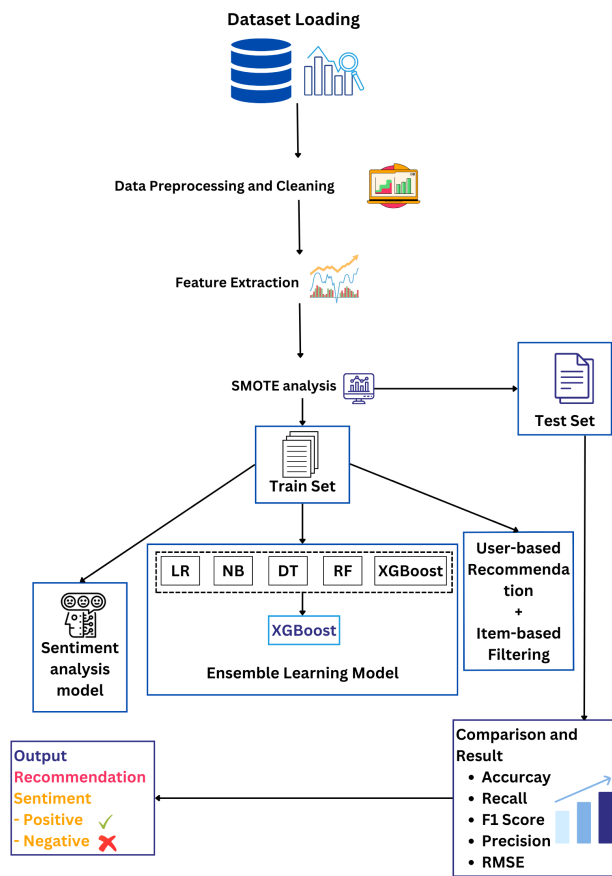 Dataset Loading
Data Preprocessing and Cleaning
Feature Extraction
SMOTE analysis
Test Set
Train Set
LR
NB
DT
RF
XGBoost
XGBoost
Ensemble Learning Model
Sentiment
analysis
model
User-based
Recommenda
tion
+
Item-based
Filtering
Comparison and
Result
• Accurcay
• Recall
• F1 Score
• Precision
• RMSE
Output
Recommendation
Sentiment
- Positive
- Negative